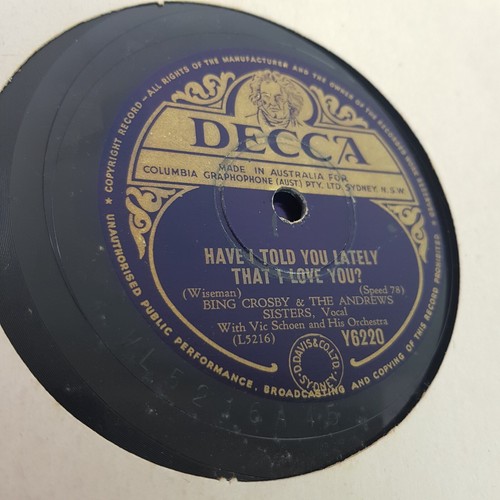 ★ COPYRIGHT RECORD — ALL RIGHTS OF THE MANUFACTURER AND THE OWNER OF THE RECORDED WORK RESERVED ★
UNAUTHORISED PUBLIC PERFORMANCE, BROADCASTING AND COPYING OF THIS RECORD PROHIBITED
DECCA
MADE IN AUSTRALIA FOR
COLUMBIA GRAPHOPHONE (AUST) PTY. LTD. SYDNEY. N.S.W.
HAVE I TOLD YOU LATELY
THAT I LOVE YOU?
(Wiseman) (Speed 78)
BING CROSBY & THE ANDREWS
SISTERS, Vocal
With Vic Schoen and His Orchestra
(L5216) Y6220
D. DAVIS & CO. LTD.
SYDNEY